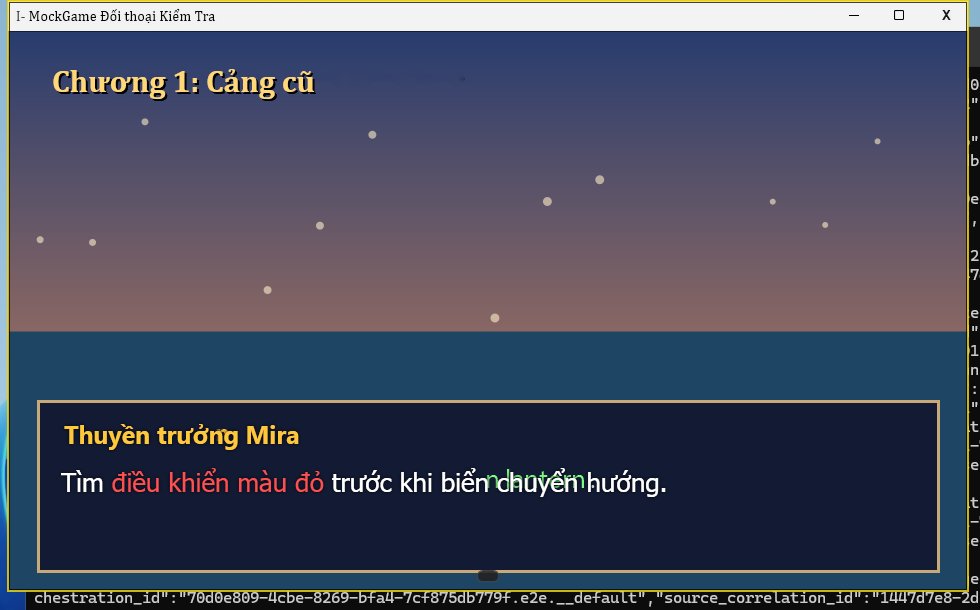 I- MockGame Đối thoại Kiểm Tra
X
Chương 1: Cảng cũ
Thuyền trưởng Mira
Tìm điều khiển màu đỏ trước khi biển chuyển hướng.
n lantern.
chestration_id":"70d0e809-4cbe-8269-bfa4-7cf875db779f.e2e.__default","source_correlation_id":"1447d7e8-2d